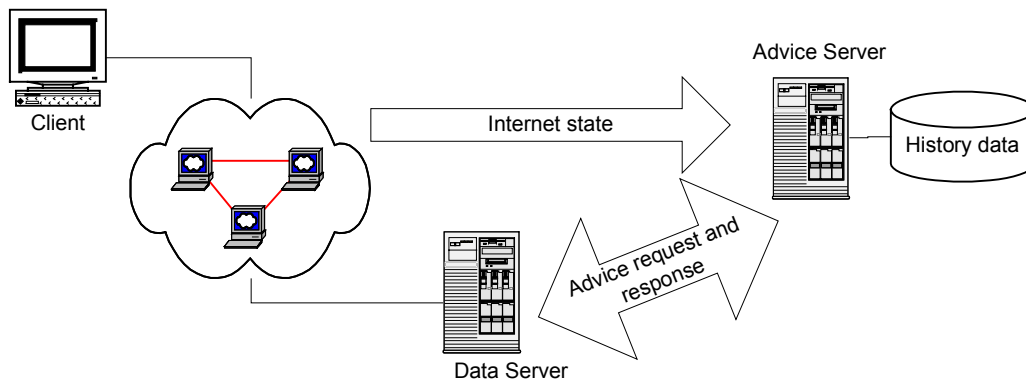 Advice Server
Client
Internet state
History data
Advice request and
response
Data Server